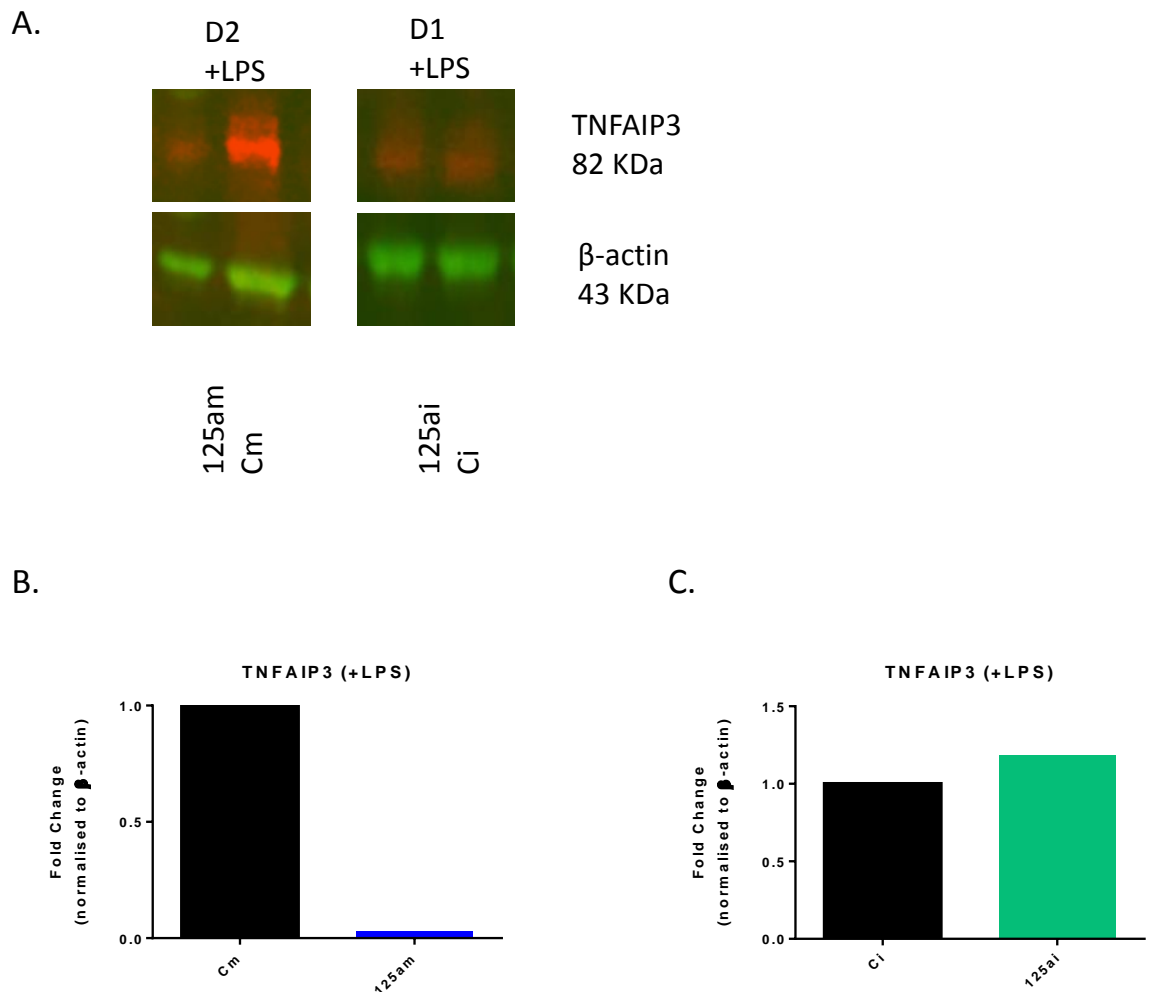 A.
D2
+LPS
D1
+LPS
TNFAIP3
82 KDa
β-actin
43 KDa
125am
Cm
125ai
Ci
B.
C.
TNFAIP3 (+LPS)
Fold Change
(normalised to β-actin)
1.0
0.5
0.0
Cm
125am
TNFAIP3 (+LPS)
Fold Change
(normalised to β-actin)
1.5
1.0
0.5
0.0
Ci
125ai